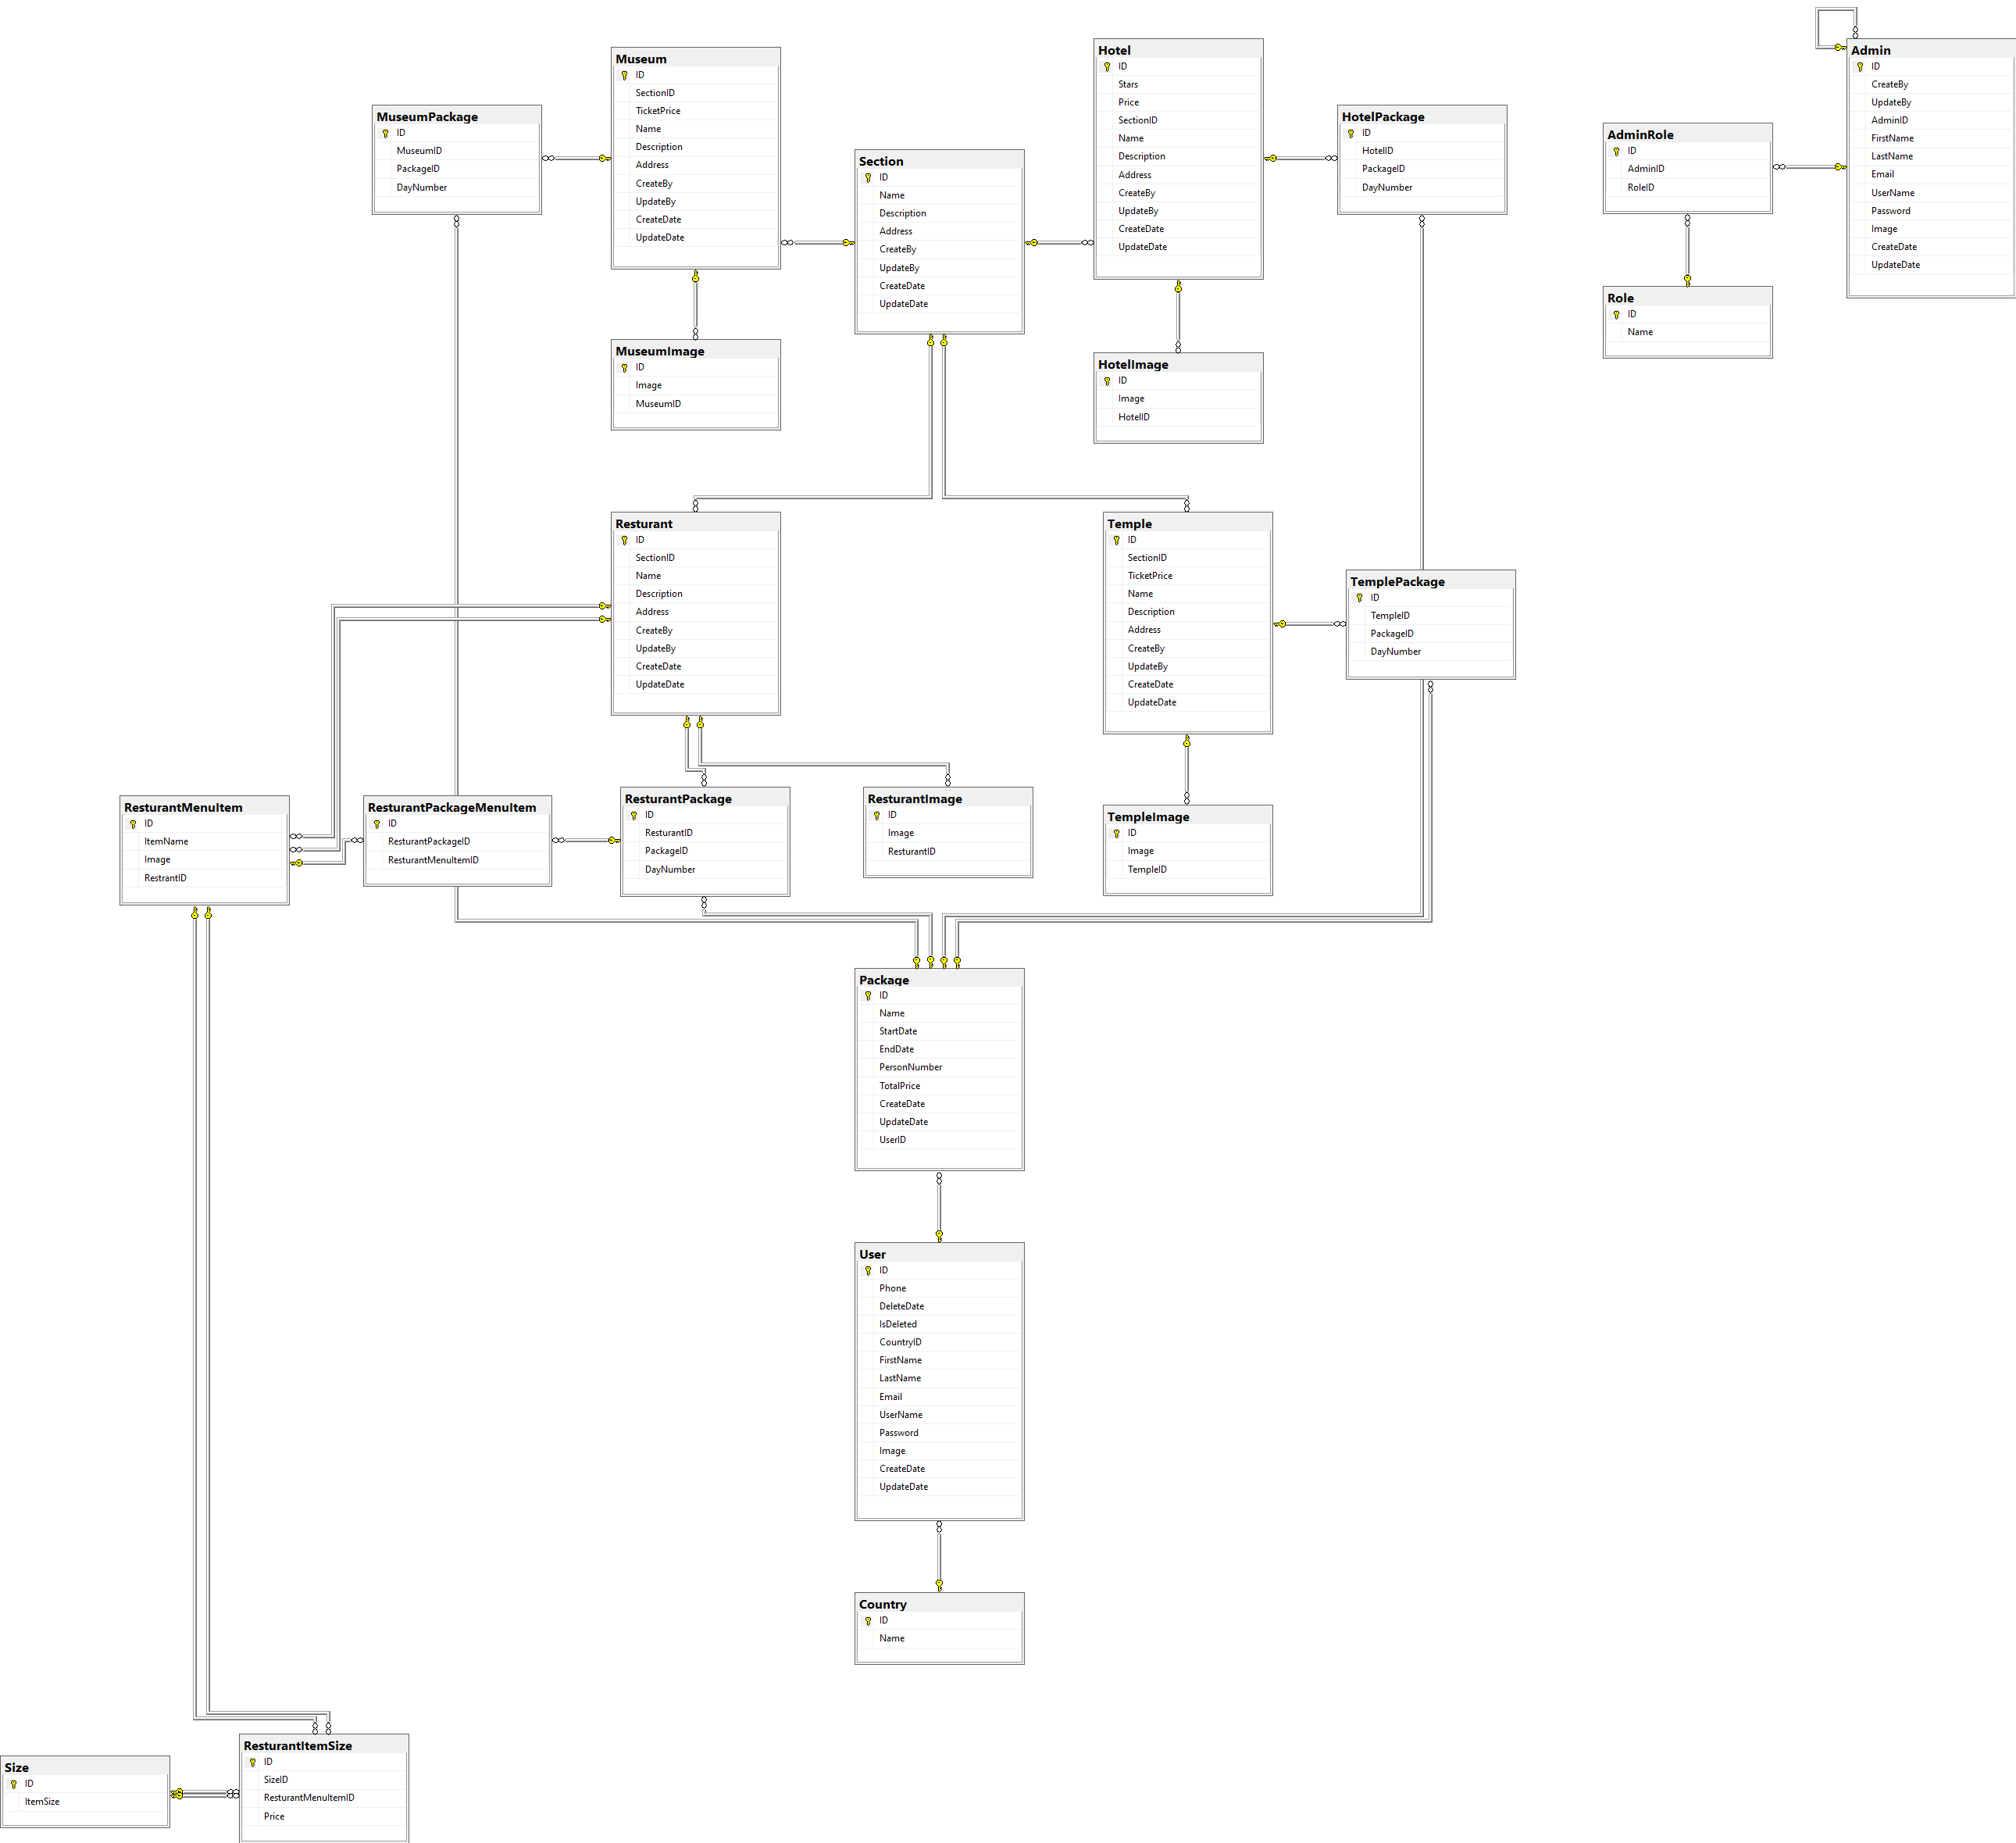 Museum
ID
SectionID
TicketPrice
Name
Description
Address
CreateBy
UpdateBy
CreateDate
UpdateDate
Hotel
ID
Stars
Price
SectionID
Name
Description
Address
CreateBy
UpdateBy
CreateDate
UpdateDate
Admin
ID
CreateBy
UpdateBy
AdminID
FirstName
LastName
Email
UserName
Password
Image
CreateDate
UpdateDate
MuseumPackage
ID
MuseumID
PackageID
DayNumber
HotelPackage
ID
HotelID
PackageID
DayNumber
AdminRole
ID
AdminID
RoleID
Section
ID
Name
Description
Address
CreateBy
UpdateBy
CreateDate
UpdateDate
Role
ID
Name
MuseumImage
ID
Image
MuseumID
HotelImage
ID
Image
HotelID
Resturant
ID
SectionID
Name
Description
Address
CreateBy
UpdateBy
CreateDate
UpdateDate
Temple
ID
SectionID
TicketPrice
Name
Description
Address
CreateBy
UpdateBy
CreateDate
UpdateDate
TemplePackage
ID
TempleID
PackageID
DayNumber
ResturantMenuItem
ID
ItemName
Image
RestrantID
ResturantPackageMenuItem
ID
ResturantPackageID
ResturantMenuItemID
ResturantPackage
ID
ResturantID
PackageID
DayNumber
ResturantImage
ID
Image
ResturantID
TempleImage
ID
Image
TempleID
Package
ID
Name
StartDate
EndDate
PersonNumber
TotalPrice
CreateDate
UpdateDate
UserID
User
ID
Phone
DeleteDate
IsDeleted
CountryID
FirstName
LastName
Email
UserName
Password
Image
CreateDate
UpdateDate
Country
ID
Name
Size
ID
ItemSize
ResturantItemSize
ID
SizeID
ResturantMenuItemID
Price